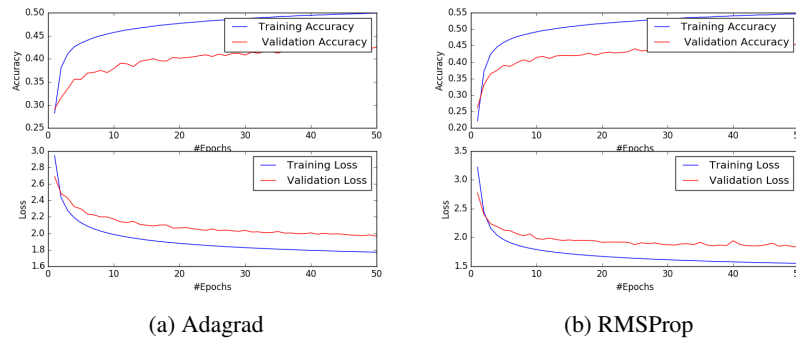 0.50
0.45
0.40
0.35
0.30
0.25
Accuracy
Training Accuracy
Validation Accuracy
0 10 20 30 40 50
#Epochs
3.0
2.8
2.6
2.4
2.2
2.0
1.8
1.6
Loss
Training Loss
Validation Loss
0 10 20 30 40 50
#Epochs
(a) Adagrad
0.55
0.50
0.45
0.40
0.35
0.30
0.25
0.20
Accuracy
Training Accuracy
Validation Accuracy
0 10 20 30 40 50
#Epochs
3.5
3.0
2.5
2.0
1.5
Loss
Training Loss
Validation Loss
0 10 20 30 40 50
#Epochs
(b) RMSProp